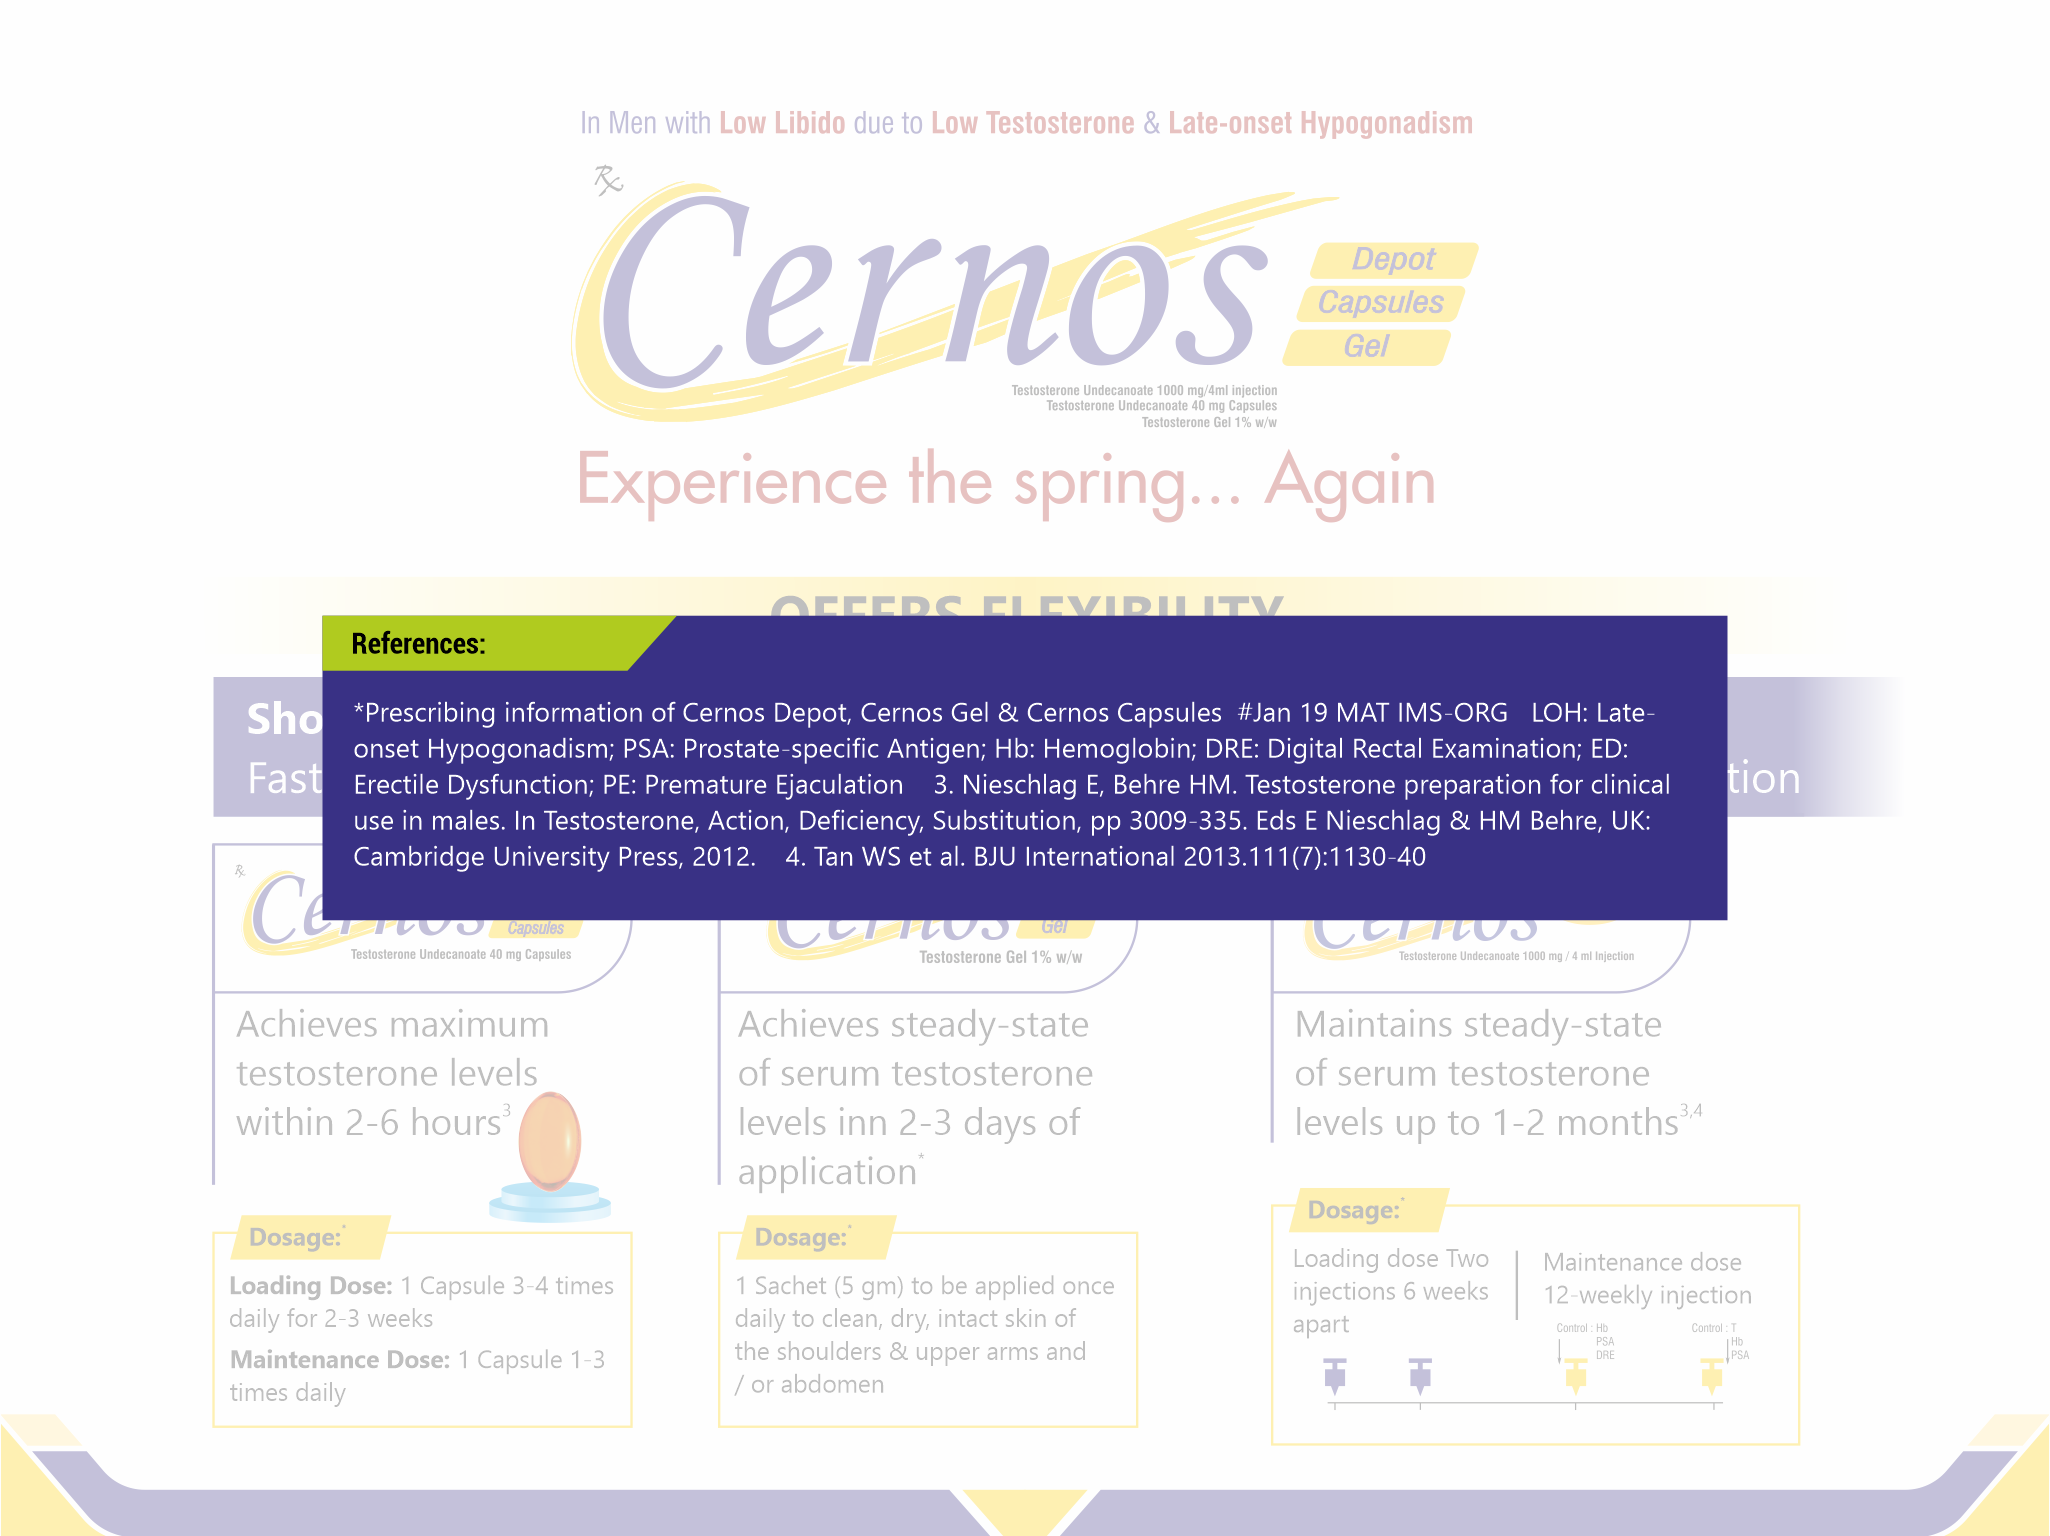 In Men with Low Libido due to Low Testosterone & Late-onset Hypogonadism
Rx
Cernos
Depot
Capsules
Gel
Testosterone Undecanoate 1000 mg/4ml injection
Testosterone Undecanoate 40 mg Capsules
Testosterone Gel 1% w/w
Experience the spring... Again
OFFERS FLEXIBILITY
References:
*Prescribing information of Cernos Depot, Cernos Gel & Cernos Capsules #Jan 19 MAT IMS-ORG LOH: Late-
onset Hypogonadism; PSA: Prostate-specific Antigen; Hb: Hemoglobin; DRE: Digital Rectal Examination; ED:
Erectile Dysfunction; PE: Premature Ejaculation 3. Nieschlag E, Behre HM. Testosterone preparation for clinical
use in males. In Testosterone, Action, Deficiency, Substitution, pp 3009-335. Eds E Nieschlag & HM Behre, UK:
Cambridge University Press, 2012. 4. Tan WS et al. BJU International 2013.111(7):1130-40
Sho
Fast
tion
Rx
Cernos
Capsules
Testosterone Undecanoate 40 mg Capsules
Achieves maximum
testosterone levels
within 2-6 hours3
Dosage:*
Loading Dose: 1 Capsule 3-4 times
daily for 2-3 weeks
Maintenance Dose: 1 Capsule 1-3
times daily
Cernos
Gel
Testosterone Gel 1% w/w
Achieves steady-state
of serum testosterone
levels inn 2-3 days of
application*
Dosage:*
1 Sachet (5 gm) to be applied once
daily to clean, dry, intact skin of
the shoulders & upper arms and
/ or abdomen
Cernos
Testosterone Undecanoate 1000 mg / 4 ml Injection
Maintains steady-state
of serum testosterone
levels up to 1-2 months3,4
Dosage:*
Loading dose Two
injections 6 weeks
apart
Maintenance dose
12-weekly injection
Control : Hb
PSA
DRE
Control : T
Hb
PSA